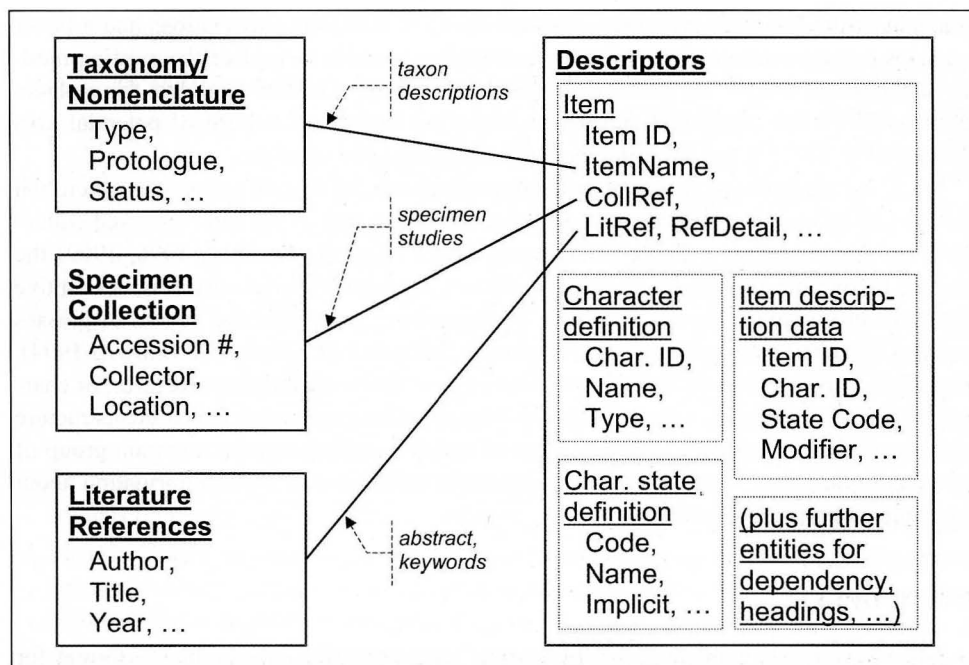 Taxonomy/
Nomenclature
Type,
Protologue,
Status, …
Specimen
Collection
Accession #,
Collector,
Location, …
Literature
References
Author,
Title,
Year, …
taxon
descriptions
specimen
studies
abstract,
keywords
Descriptors
Item
Item ID,
ItemName,
CollRef,
LitRef, RefDetail, …
Character
definition
Char. ID,
Name,
Type, …
Item descrip-
tion data
Item ID,
Char. ID,
State Code,
Modifier, …
Char. state
definition
Code,
Name,
Implicit, …
(plus further
entities for
dependency,
headings, …)